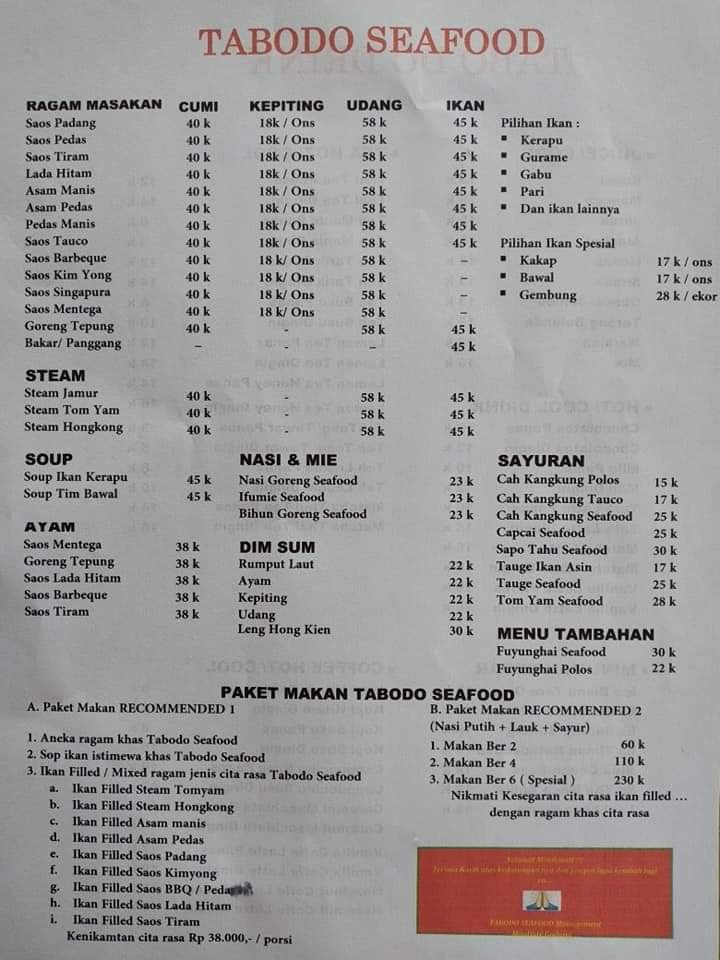 TABODO SEAFOOD
RAGAM MASAKAN CUMI KEPITING UDANG IKAN
Saos Padang 40 k 18k / Ons 58 k 45 k
Saos Pedas 40 k 18k / Ons 58 k 45 k
Saos Tiram 40 k 18k / Ons 58 k 45 k
Lada Hitam 40 k 18k / Ons 58 k 45 k
Asam Manis 40 k 18k / Ons 58 k 45 k
Asam Pedas 40 k 18k / Ons 58 k 45 k
Pedas Manis 40 k 18k / Ons 58 k 45 k
Saos Tauco 40 k 18k / Ons 58 k 45 k
Saos Barbeque 40 k 18 k/ Ons 58 k –
Saos Kim Yong 40 k 18 k/ Ons 58 k –
Saos Singapura 40 k 18 k/ Ons 58 k –
Saos Mentega 40 k 18 k/ Ons 58 k –
Goreng Tepung 40 k - 58 k 45 k
Bakar/ Panggang – – – 45 k
Pilihan Ikan :
▪ Kerapu
▪ Gurame
▪ Gabu
▪ Pari
▪ Dan ikan lainnya
Pilihan Ikan Spesial
▪ Kakap 17 k / ons
▪ Bawal 17 k / ons
▪ Gembung 28 k / ekor
STEAM
Steam Jamur 40 k - 58 k 45 k
Steam Tom Yam 40 k - 58 k 45 k
Steam Hongkong 40 k - 58 k 45 k
SOUP
Soup Ikan Kerapu 45 k
Soup Tim Bawal 45 k
AYAM
Saos Mentega 38 k
Goreng Tepung 38 k
Saos Lada Hitam 38 k
Saos Barbeque 38 k
Saos Tiram 38 k
NASI & MIE
Nasi Goreng Seafood 23 k
Ifumie Seafood 23 k
Bihun Goreng Seafood 23 k
DIM SUM
Rumput Laut 22 k
Ayam 22 k
Kepiting 22 k
Udang 22 k
Leng Hong Kien 30 k
SAYURAN
Cah Kangkung Polos 15 k
Cah Kangkung Tauco 17 k
Cah Kangkung Seafood 25 k
Capcai Seafood 25 k
Sapo Tahu Seafood 30 k
Tauge Ikan Asin 17 k
Tauge Seafood 25 k
Tom Yam Seafood 28 k
MENU TAMBAHAN
Fuyunghai Seafood 30 k
Fuyunghai Polos 22 k
PAKET MAKAN TABODO SEAFOOD
A. Paket Makan RECOMMENDED 1
1. Aneka ragam khas Tabodo Seafood
2. Sop ikan istimewa khas Tabodo Seafood
3. Ikan Filled / Mixed ragam jenis cita rasa Tabodo Seafood
a. Ikan Filled Steam Tomyam
b. Ikan Filled Steam Hongkong
c. Ikan Filled Asam manis
d. Ikan Filled Asam Pedas
e. Ikan Filled Saos Padang
f. Ikan Filled Saos Kimyong
g. Ikan Filled Saos BBQ /
h. Ikan Filled Saos Lada Hitam
i. Ikan Filled Saos Tiram
Kenikamtan cita rasa Rp 38.000,- / porsi
B. Paket Makan RECOMMENDED 2
(Nasi Putih + Lauk + Sayur)
1. Makan Ber 2 60 k
2. Makan Ber 4 110 k
3. Makan Ber 6 ( Spesial ) 230 k
Nikmati Kesegaran cita rasa ikan filled ...
dengan ragam khas cita rasa
TABODO SEAFOOD Management